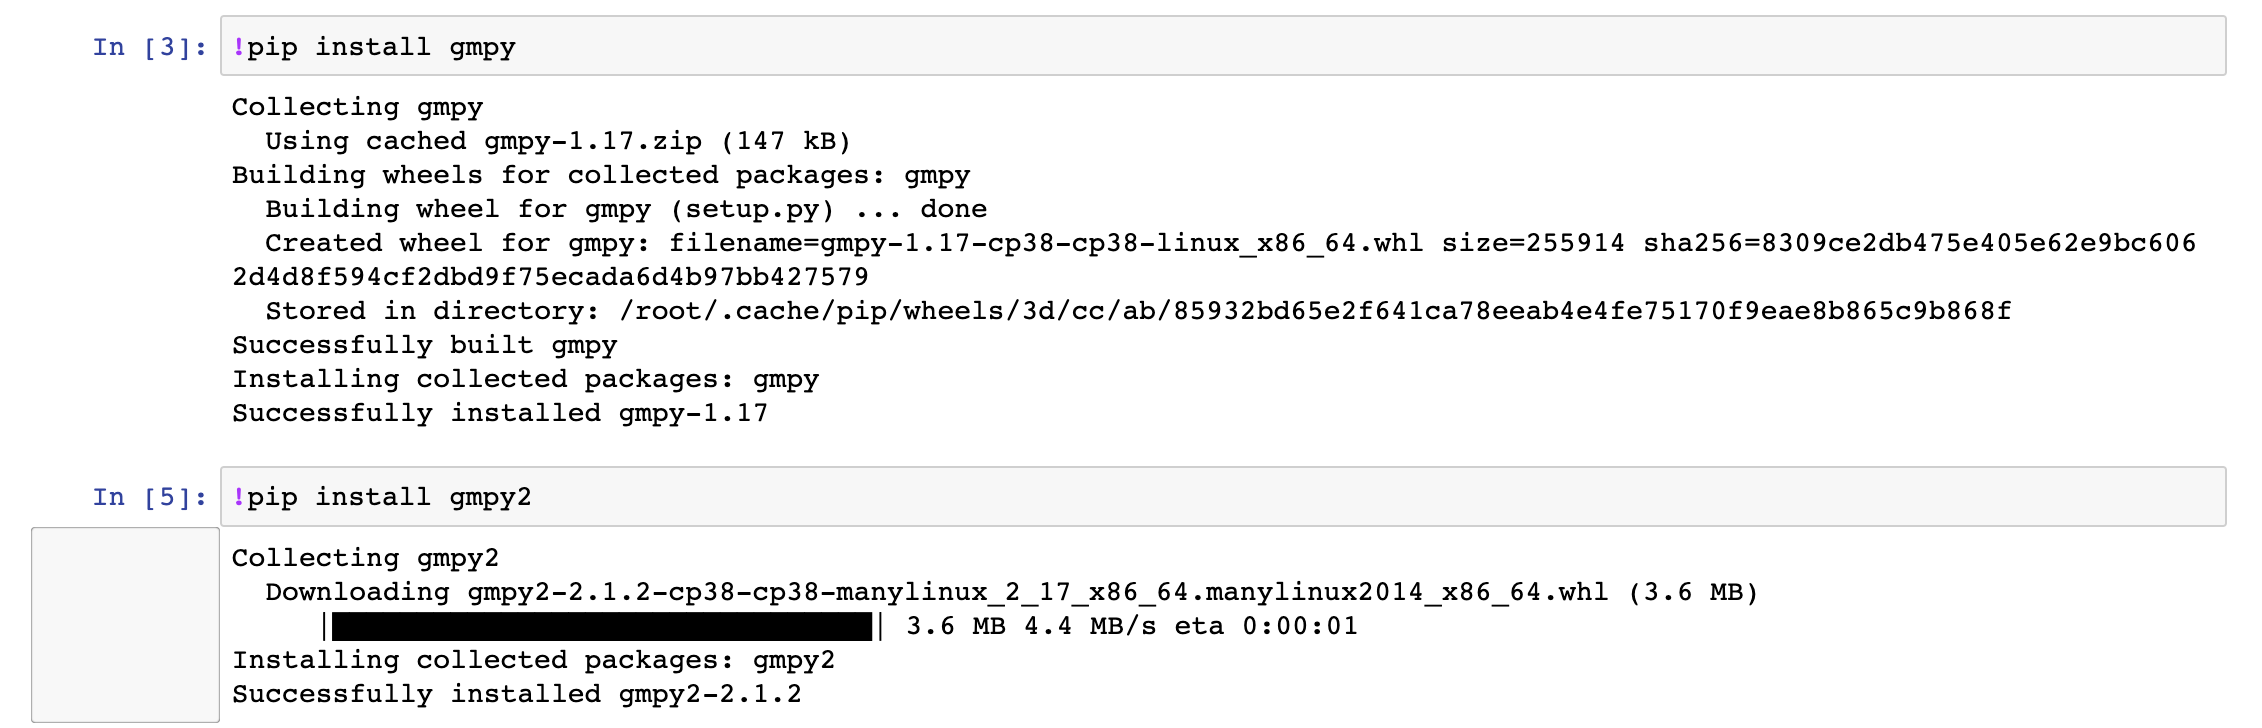 In [3]: !pip install gmpy
Collecting gmpy
  Using cached gmpy-1.17.zip (147 kB)
Building wheels for collected packages: gmpy
  Building wheel for gmpy (setup.py) ... done
  Created wheel for gmpy: filename=gmpy-1.17-cp38-cp38-linux_x86_64.whl size=255914 sha256=8309ce2db475e405e62e9bc606
2d4d8f594cf2dbd9f75ecada6d4b97bb427579
  Stored in directory: /root/.cache/pip/wheels/3d/cc/ab/85932bd65e2f641ca78eeab4e4fe75170f9eae8b865c9b868f
Successfully built gmpy
Installing collected packages: gmpy
Successfully installed gmpy-1.17
In [5]: !pip install gmpy2
Collecting gmpy2
  Downloading gmpy2-2.1.2-cp38-cp38-manylinux_2_17_x86_64.manylinux2014_x86_64.whl (3.6 MB)
     |████████████████████████████████| 3.6 MB 4.4 MB/s eta 0:00:01
Installing collected packages: gmpy2
Successfully installed gmpy2-2.1.2